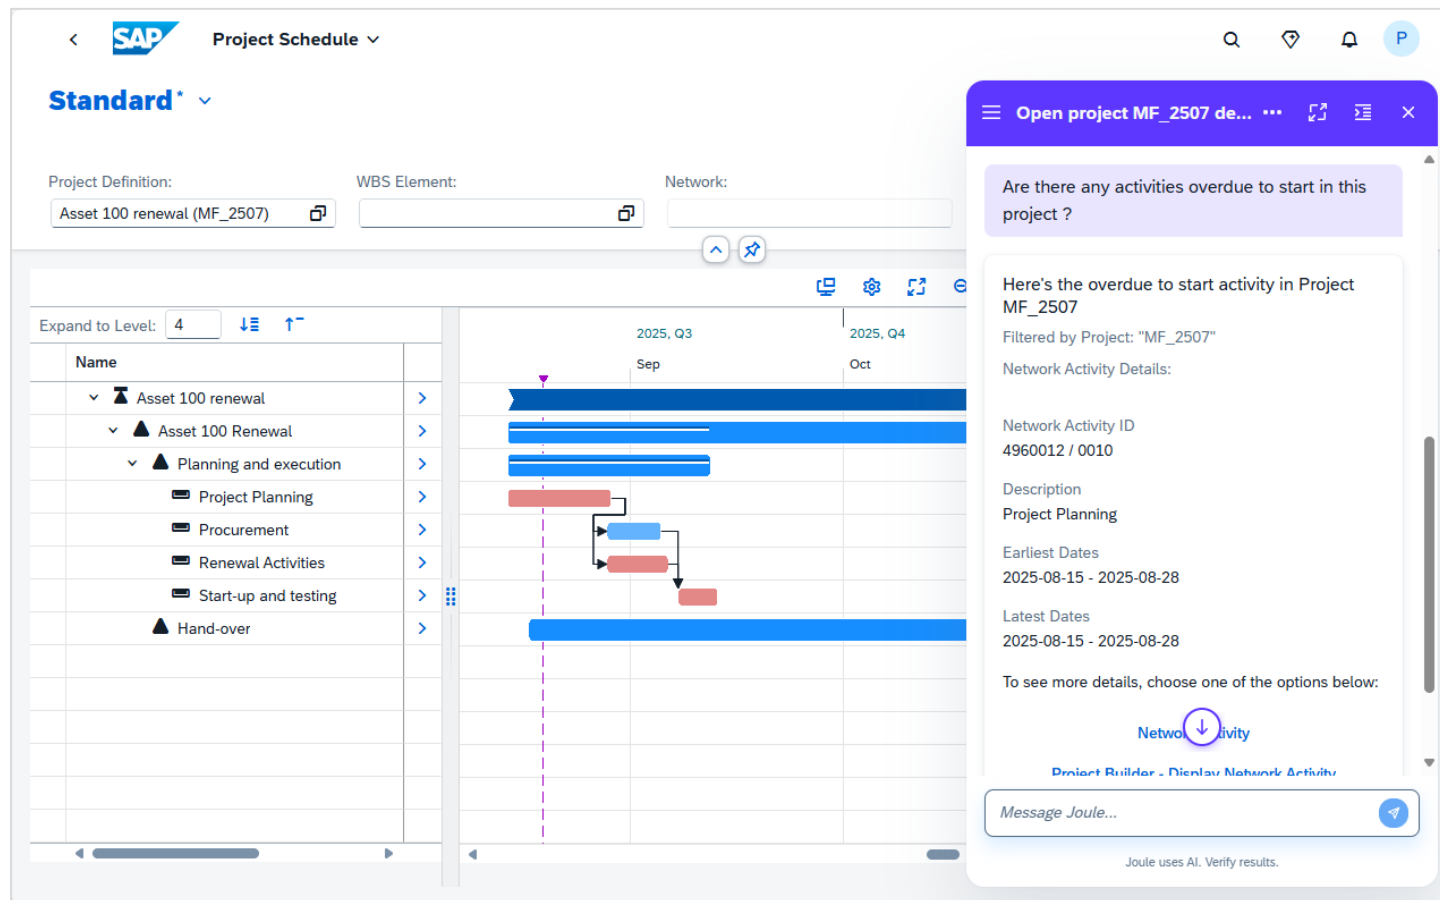 SAP Project Schedule P
Standard*
Project Definition: WBS Element: Network:
Asset 100 renewal (MF_2507)
Expand to Level: 4
Name
2025, Q3 2025, Q4
Sep Oct
Asset 100 renewal
Asset 100 Renewal
Planning and execution
Project Planning
Procurement
Renewal Activities
Start-up and testing
Hand-over
Open project MF_2507 de...
Are there any activities overdue to start in this
project ?
Here's the overdue to start activity in Project
MF_2507
Filtered by Project: "MF_2507"
Network Activity Details:
Network Activity ID
4960012 / 0010
Description
Project Planning
Earliest Dates
2025-08-15 - 2025-08-28
Latest Dates
2025-08-15 - 2025-08-28
To see more details, choose one of the options below:
Project Builder - Display Network Activity
Message Joule...
Joule uses AI. Verify results.